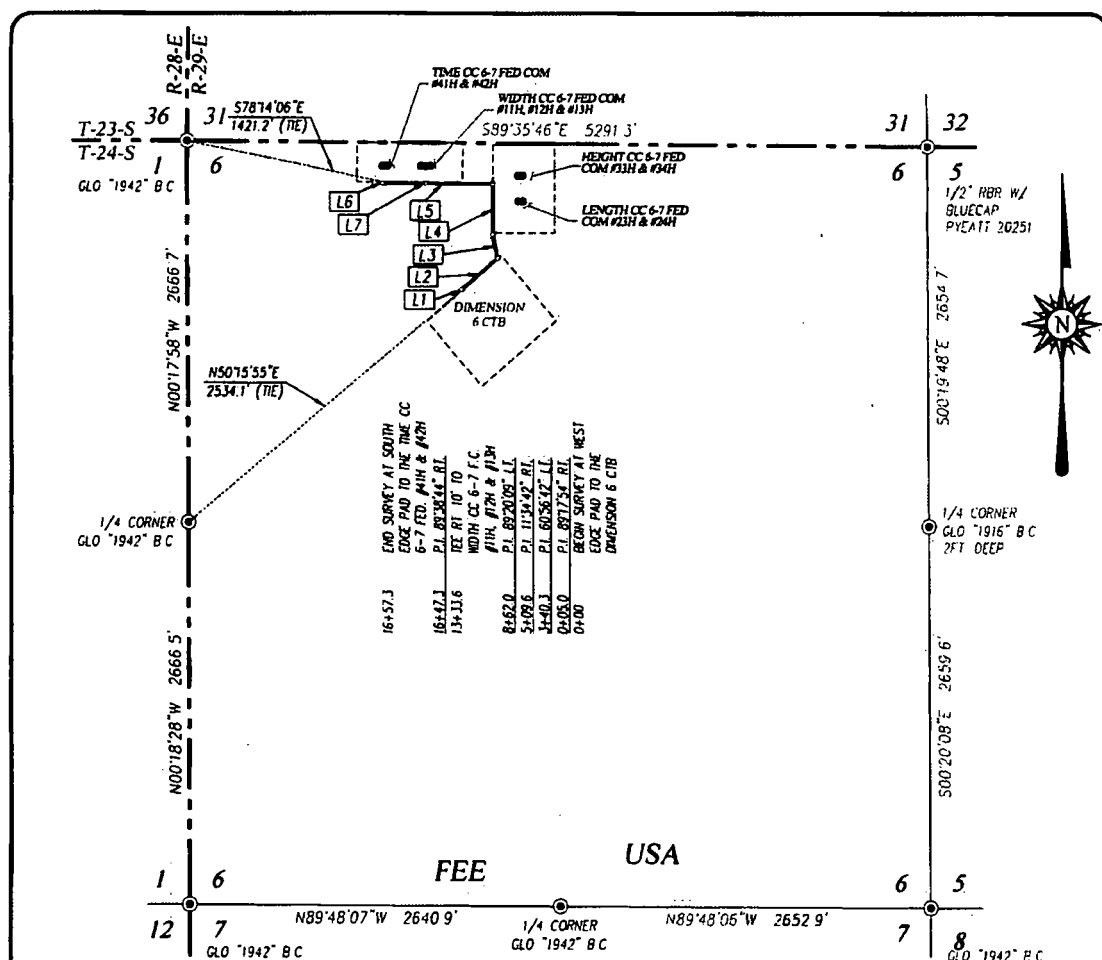 R-28-E
R-29-E
TIME CC 6-7 FED COM
#41H & #42H
WIDTH CC 6-7 FED COM
#11H, #12H & #13H
S89°35'46"E 5291 3'
S78°14'06"E
1421.2' (TIE)
36
31
T-23-S
T-24-S
1
6
GLO "1942" B C
31
32
6
5
1/2" RBR W/
BLUECAP
PYEATT 20251
HEIGHT CC 6-7 FED
COM #33H & #34H
LENGTH CC 6-7 FED
COM #23H & #24H
L6
L7
L5
L4
L3
L2
L1
DIMENSION
6 CTB
N00°17'58"W 2666 7'
S00°19'48"E 2654 7'
N
N50°15'55"E
2534.1' (TIE)
16+57.3 END SURVEY AT SOUTH
EDGE PAD TO THE TIME CC
6-7 FED. #41H & #42H
16+47.3 P.I. 89°38'44" RT.
13+33.6 TEE RT 10' TO
WIDTH CC 6-7 F.C.
#11H, #12H & #13H
8+62.0 P.I. 89°20'09" LT.
5+09.6 P.I. 11°34'42" RT.
3+40.3 P.I. 60°56'42" LT.
0+05.0 P.I. 89°17'54" RT.
0+00 BEGIN SURVEY AT WEST
EDGE PAD TO THE
DIMENSION 6 CTB
1/4 CORNER
GLO "1942" B C
1/4 CORNER
GLO "1916" B C
2FT DEEP
N00°18'28"W 2666 5'
S00°20'08"E 2659 6'
FEE
USA
1
6
6
5
12
7
GLO "1942" B C
N89°48'07"W 2640 9'
1/4 CORNER
GLO "1942" B C
N89°48'06"W 2652 9'
7
8
GLO "1942" B C